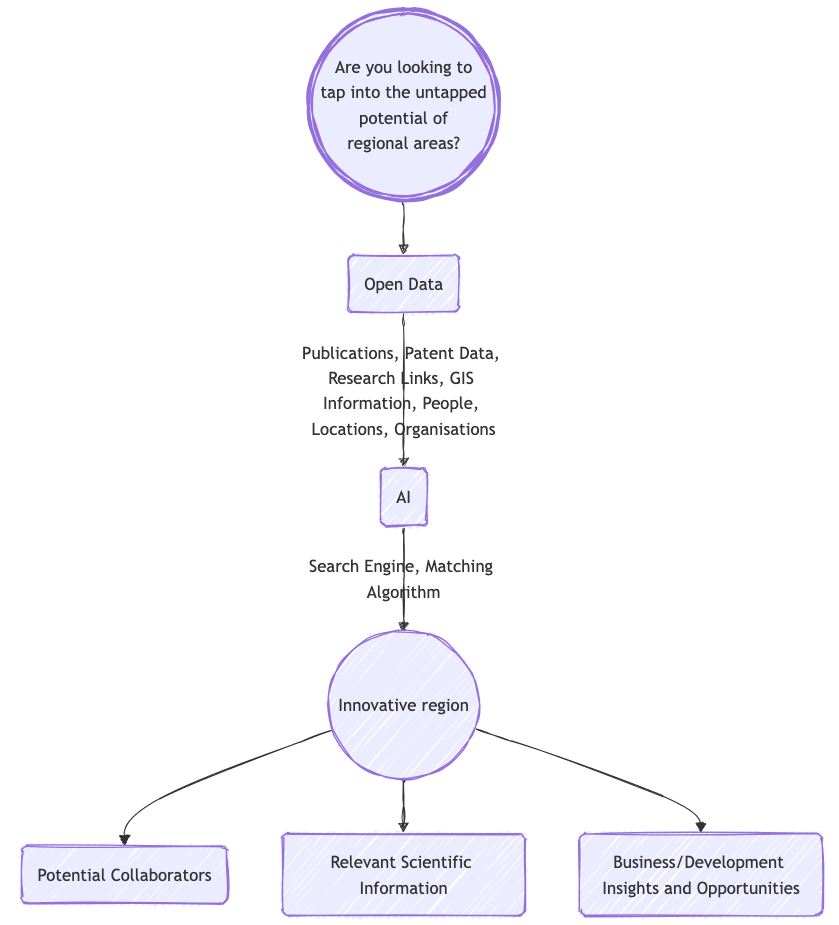 Are you looking to
tap into the untapped
potential of
regional areas?
Open Data
Publications, Patent Data,
Research Links, GIS
Information, People,
Locations, Organisations
AI
Search Engine, Matching
Algorithm
Innovative region
Potential Collaborators
Relevant Scientific
Information
Business/Development
Insights and Opportunities